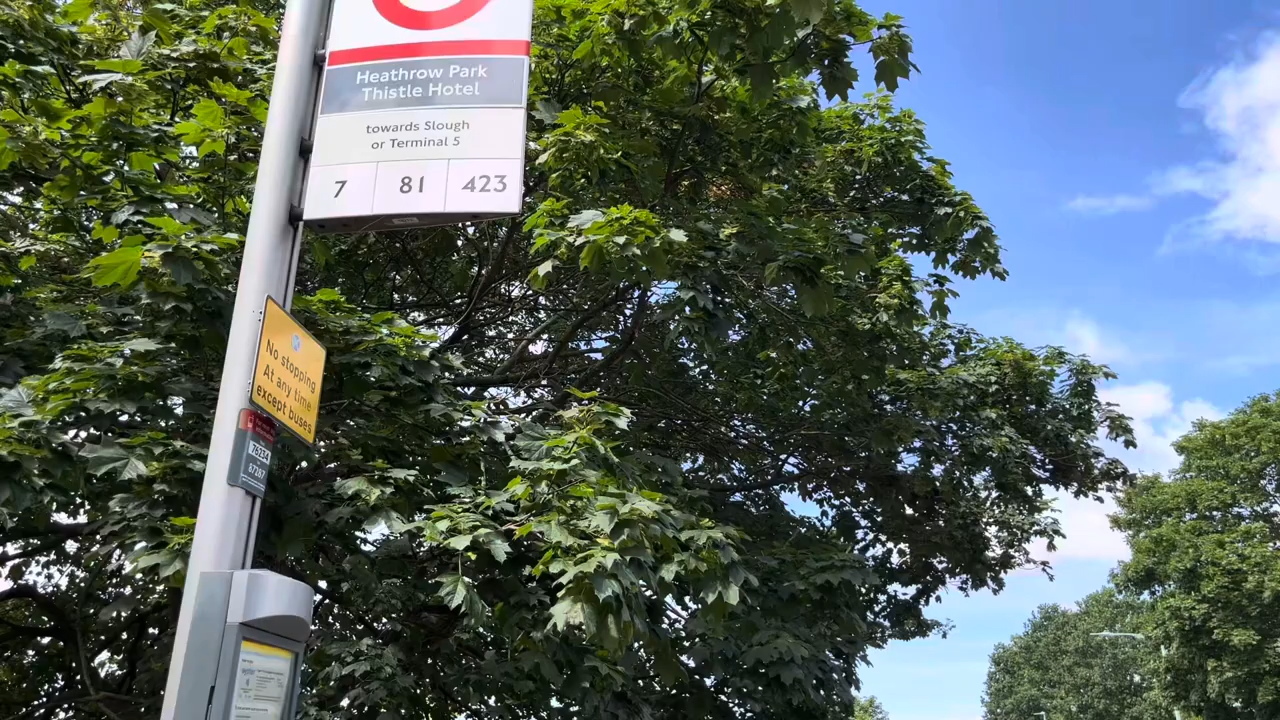 Heathrow Park
Thistle Hotel
towards Slough
or Terminal 5
7 81 423
No stopping
At any time
except buses
76234
87287